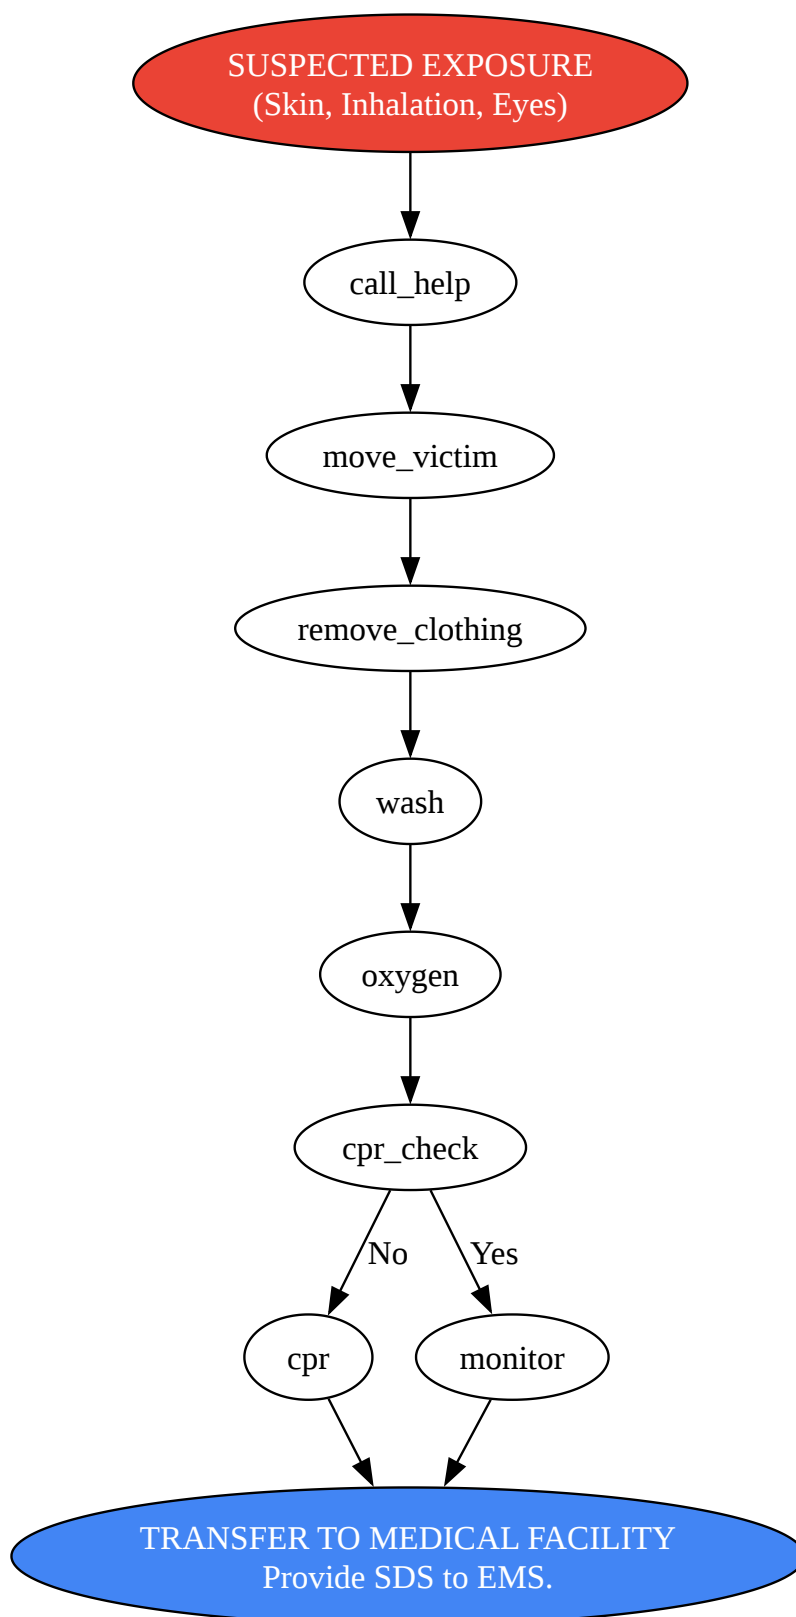 SUSPECTED EXPOSURE
(Skin, Inhalation, Eyes)
call_help
move_victim
remove_clothing
wash
oxygen
cpr_check
No
Yes
cpr
monitor
TRANSFER TO MEDICAL FACILITY
Provide SDS to EMS.